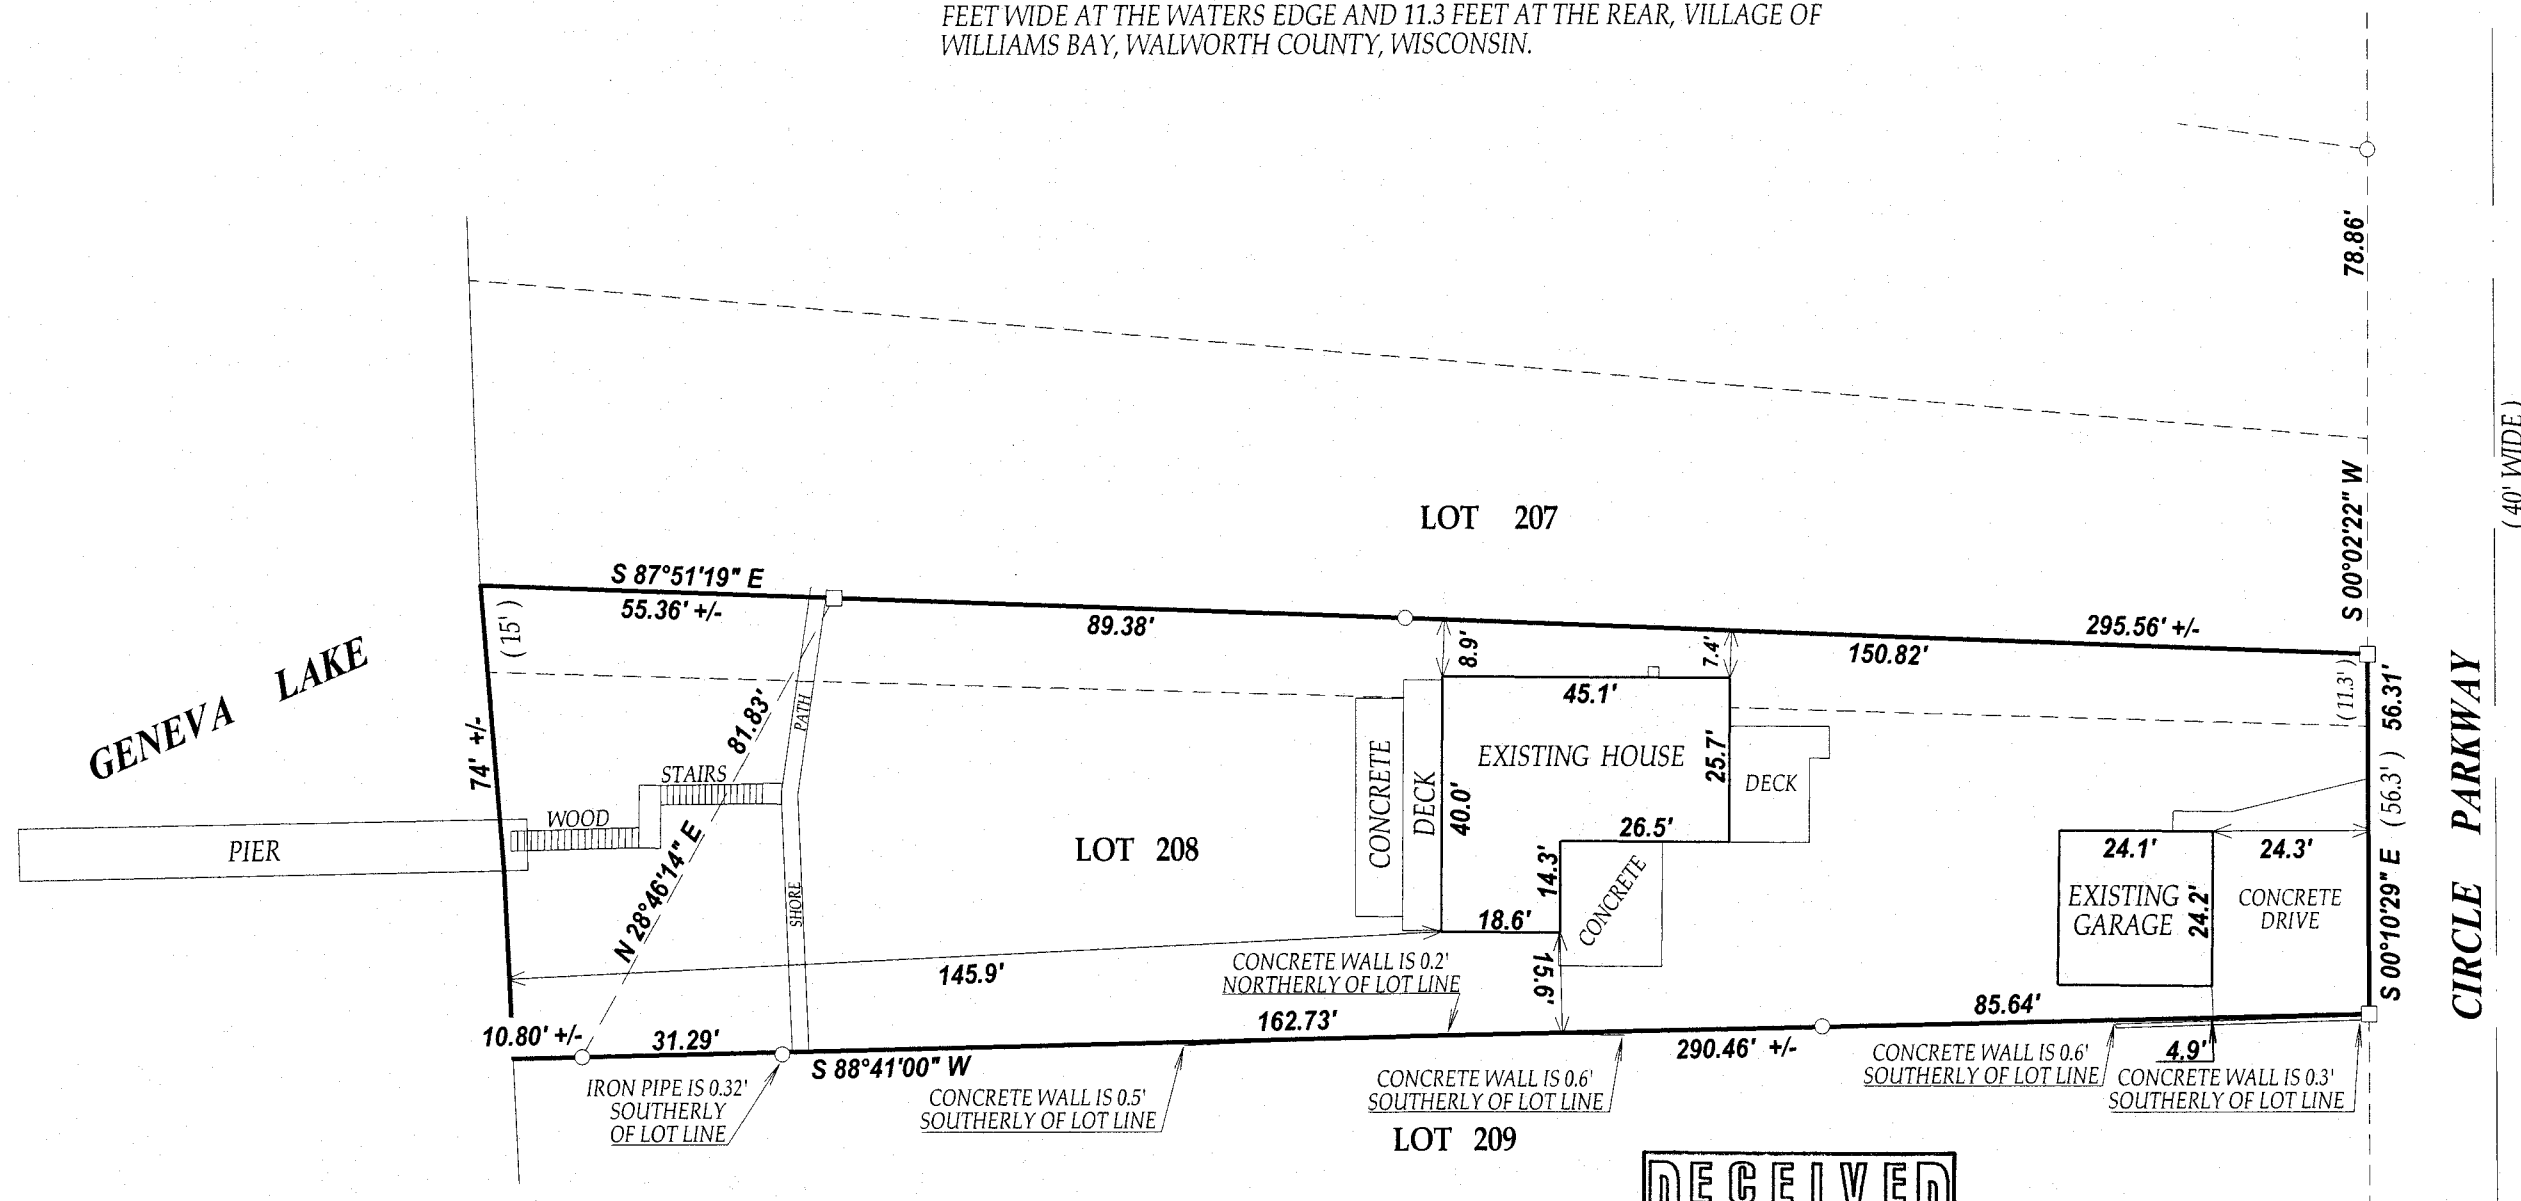 FEET WIDE AT THE WATERS EDGE AND 11.3 FEET AT THE REAR, VILLAGE OF
WILLIAMS BAY, WALWORTH COUNTY, WISCONSIN.
78.86'
( 40' WIDE )
S 00°02'22" W
LOT 207
S 87°51'19" E
55.36' +/-
89.38'
295.56' +/-
150.82'
( 15' )
8.9'
7.4'
(11.3')
56.31'
GENEVA LAKE
74' +/-
81.83'
PATH
45.1'
EXISTING HOUSE
25.7'
DECK
CONCRETE
DECK
40.0'
STAIRS
WOOD
PIER
N 28°46'14" E
LOT 208
26.5'
14.3'
CONCRETE
18.6'
SHORE
24.1'
24.3'
EXISTING
GARAGE
24.2'
CONCRETE
DRIVE
( 56.3' )
S 00°10'29" E
CIRCLE PARKWAY
145.9'
CONCRETE WALL IS 0.2'
NORTHERLY OF LOT LINE
15.6'
10.80' +/-
31.29'
S 88°41'00" W
162.73'
290.46' +/-
85.64'
4.9'
IRON PIPE IS 0.32'
SOUTHERLY
OF LOT LINE
CONCRETE WALL IS 0.5'
SOUTHERLY OF LOT LINE
CONCRETE WALL IS 0.6'
SOUTHERLY OF LOT LINE
CONCRETE WALL IS 0.6'
SOUTHERLY OF LOT LINE
CONCRETE WALL IS 0.3'
SOUTHERLY OF LOT LINE
LOT 209
RECEIVED